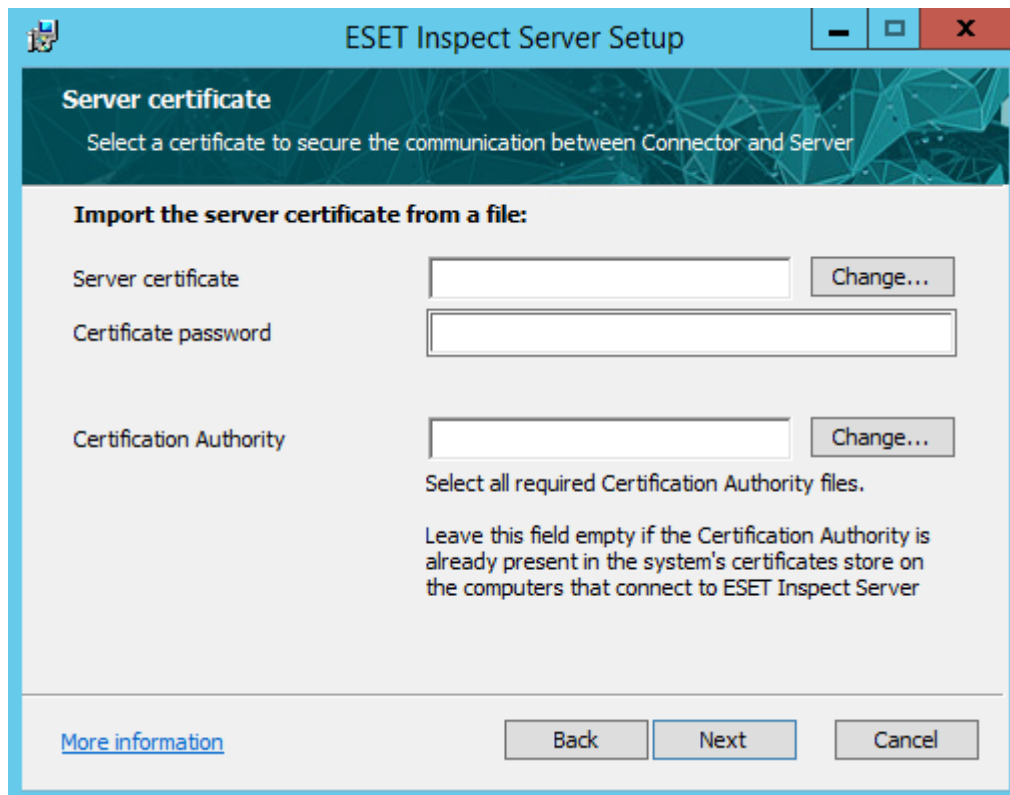 ESET Inspect Server Setup
Server certificate
Select a certificate to secure the communication between Connector and Server
Import the server certificate from a file:
Server certificate
Change...
Certificate password
Certification Authority
Change...
Select all required Certification Authority files.
Leave this field empty if the Certification Authority is
already present in the system's certificates store on
the computers that connect to ESET Inspect Server
More information
Back
Next
Cancel